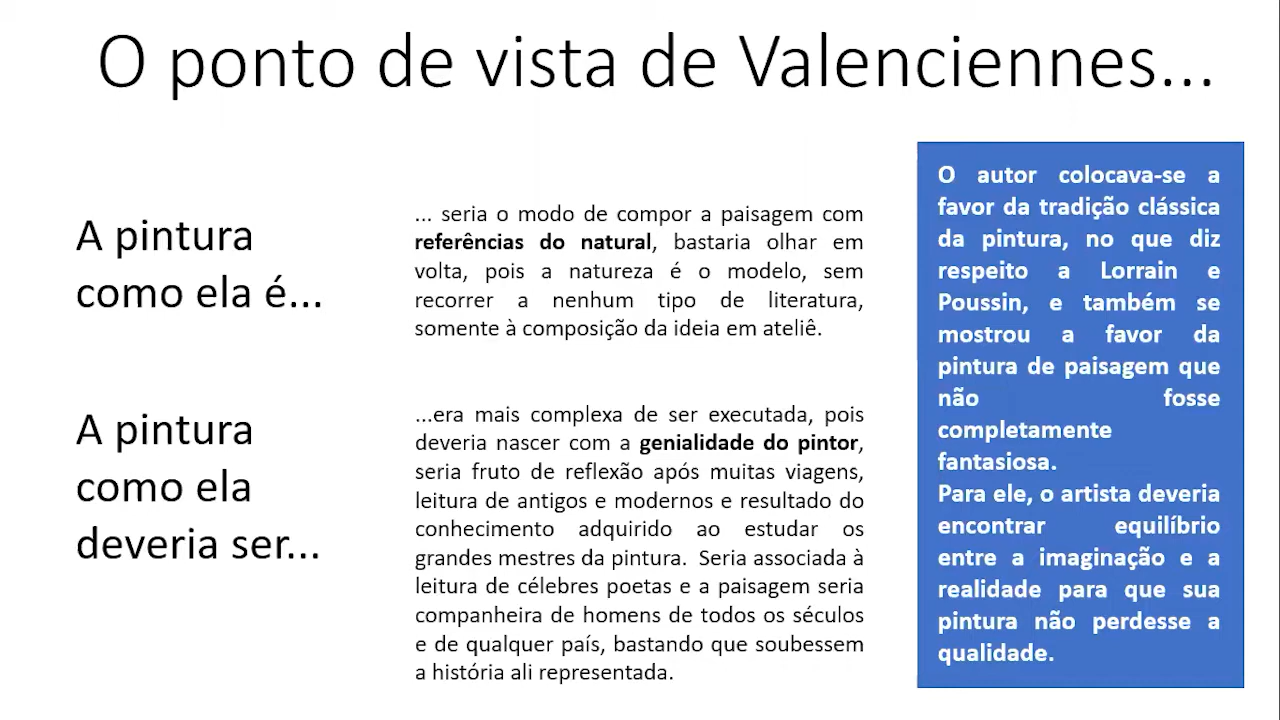 O ponto de vista de Valenciennes...
A pintura
como ela é...
... seria o modo de compor a paisagem com
referências do natural, bastaria olhar em
volta, pois a natureza é o modelo, sem
recorrer a nenhum tipo de literatura,
somente à composição da ideia em ateliê.
A pintura
como ela
deveria ser...
...era mais complexa de ser executada, pois
deveria nascer com a genialidade do pintor,
seria fruto de reflexão após muitas viagens,
leitura de antigos e modernos e resultado do
conhecimento adquirido ao estudar os
grandes mestres da pintura. Seria associada à
leitura de célebres poetas e a paisagem seria
companheira de homens de todos os séculos
e de qualquer país, bastando que soubessem
a história ali representada.
O autor colocava-se a
favor da tradição clássica
da pintura, no que diz
respeito a Lorrain e
Poussin, e também se
mostrou a favor da
pintura de paisagem que
não fosse
completamente
fantasiosa.
Para ele, o artista deveria
encontrar equilíbrio
entre a imaginação e a
realidade para que sua
pintura não perdesse a
qualidade.